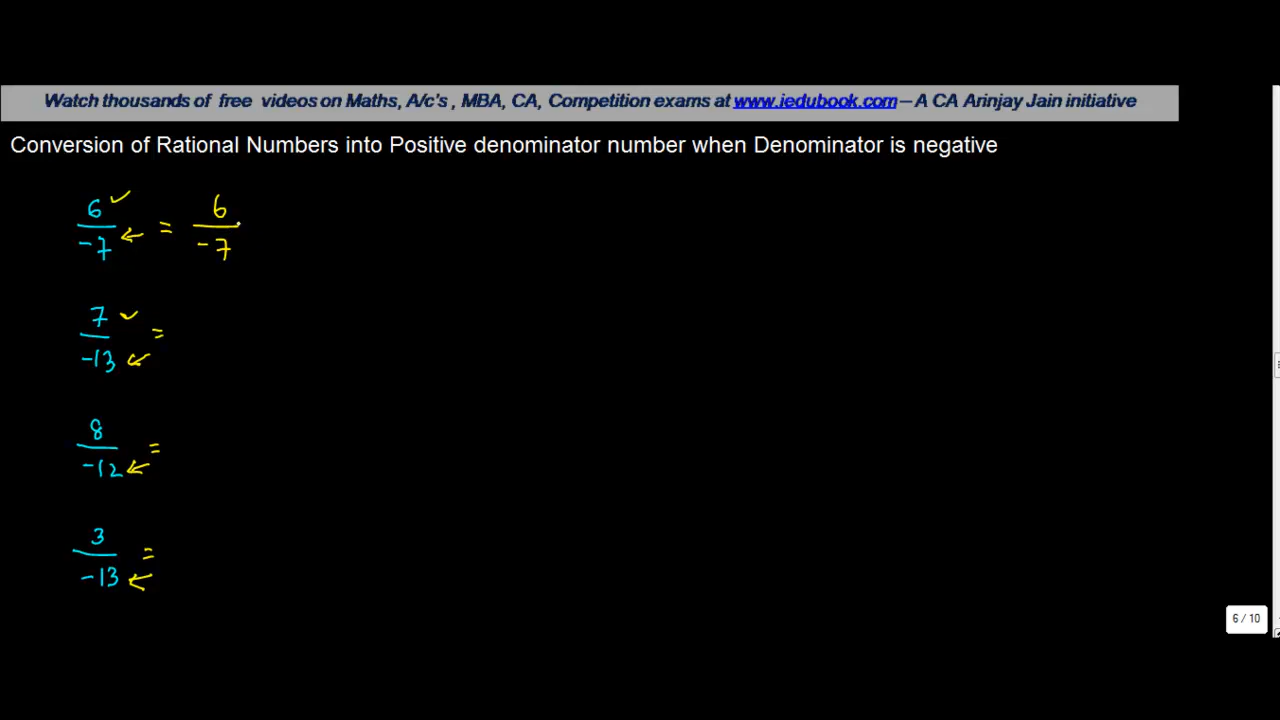 Watch thousands of free videos on Maths, A/c's , MBA, CA, Competition exams at www.iedubook.com – A CA Arinjay Jain initiative
Conversion of Rational Numbers into Positive denominator number when Denominator is negative
6/-7 = 6/-7
7/-13 =
8/-12 =
3/-13 =
6 / 10